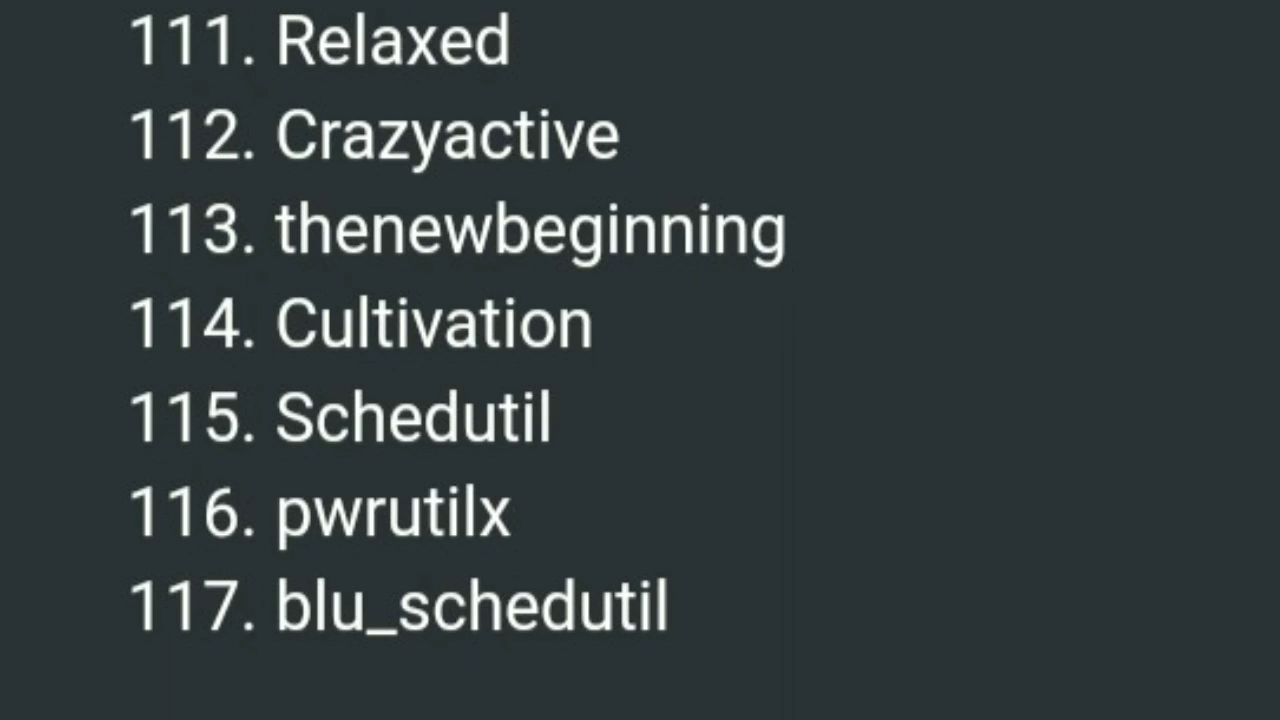 111. Relaxed
112. Crazyactive
113. thenewbeginning
114. Cultivation
115. Schedutil
116. pwrutilx
117. blu_schedutil